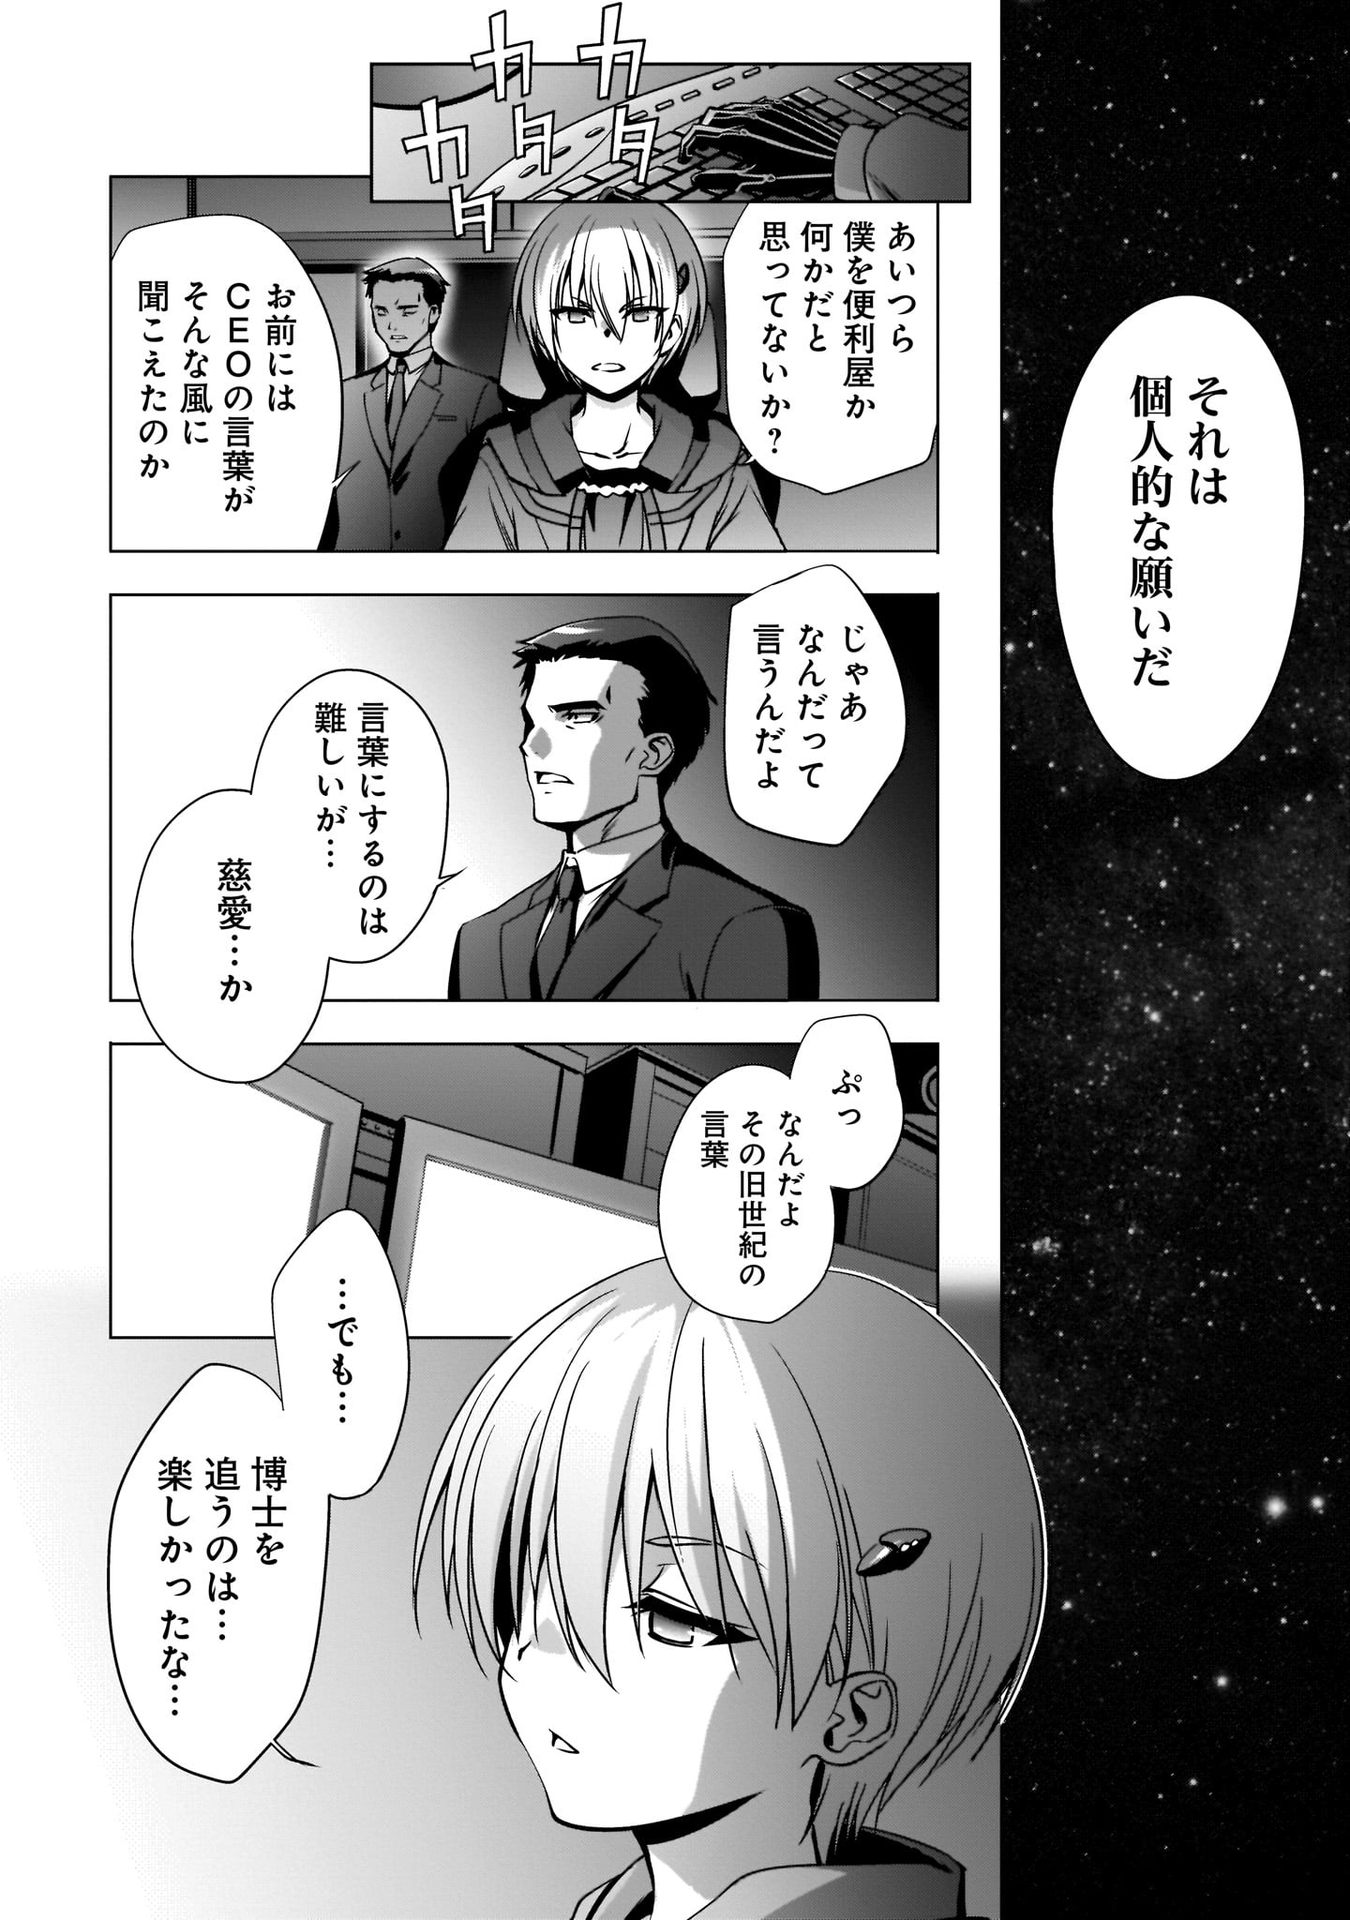 それは
個人的な願いだ
カタ
カタ
カタ
あいつら
僕を便利屋か
何かだと
思ってないか?
お前には
CEOの言葉が
そんな風に
聞こえたのか
じゃあ
なんだって
言うんだよ
言葉にするのは
難しいが…
慈愛…か
ぷっ
なんだよ
その旧世紀の
言葉
…でも…
博士を
追うのは…
楽しかったな…